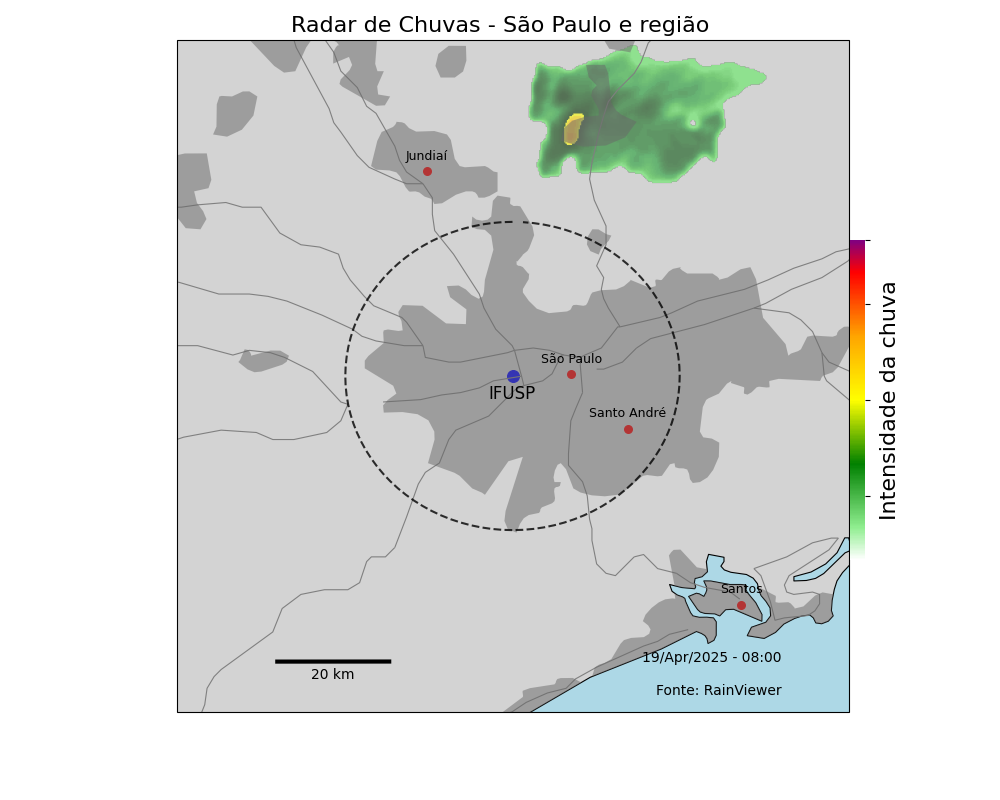 Radar de Chuvas - São Paulo e região
Jundiaí
São Paulo
IFUSP
Santo André
Intensidade da chuva
Santos
19/Apr/2025 - 08:00
20 km
Fonte: RainViewer